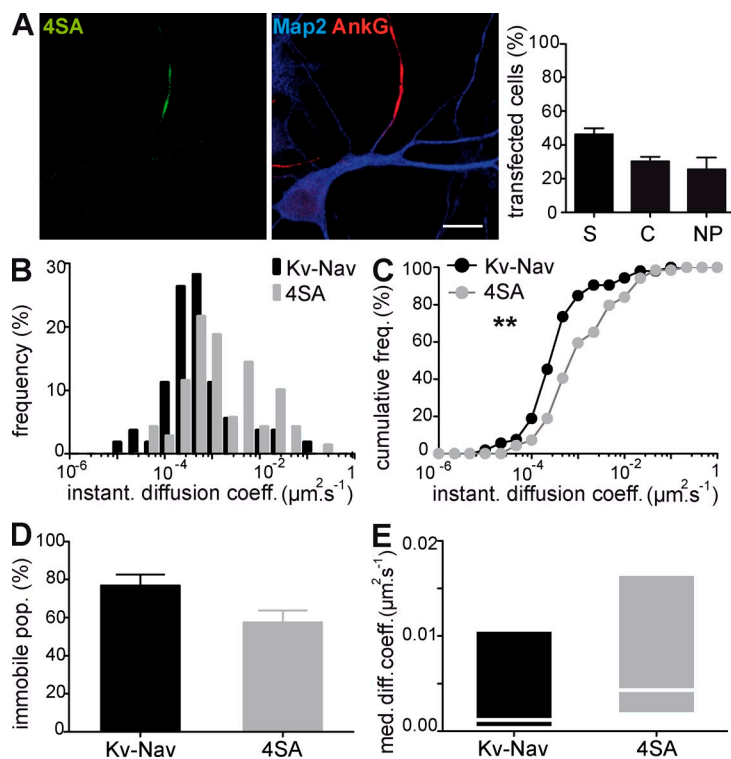 A
4SA
Map2 AnkG
transfected cells (%)
100
80
60
40
20
0
S C NP
B
Kv-Nav
4SA
frequency (%)
30
20
10
0
10-6 10-4 10-2 1
instant. diffusion coeff. (µm2.s-1)
C
Kv-Nav
4SA
**
cumulative freq. (%)
100
80
60
40
20
0
10-6 10-4 10-2 1
instant. diffusion coeff. (µm2.s-1)
D
immobile pop. (%)
100
80
60
40
20
0
Kv-Nav 4SA
E
med. diff. coeff.(µm2.s-1)
0.02
0.01
0.00
Kv-Nav 4SA